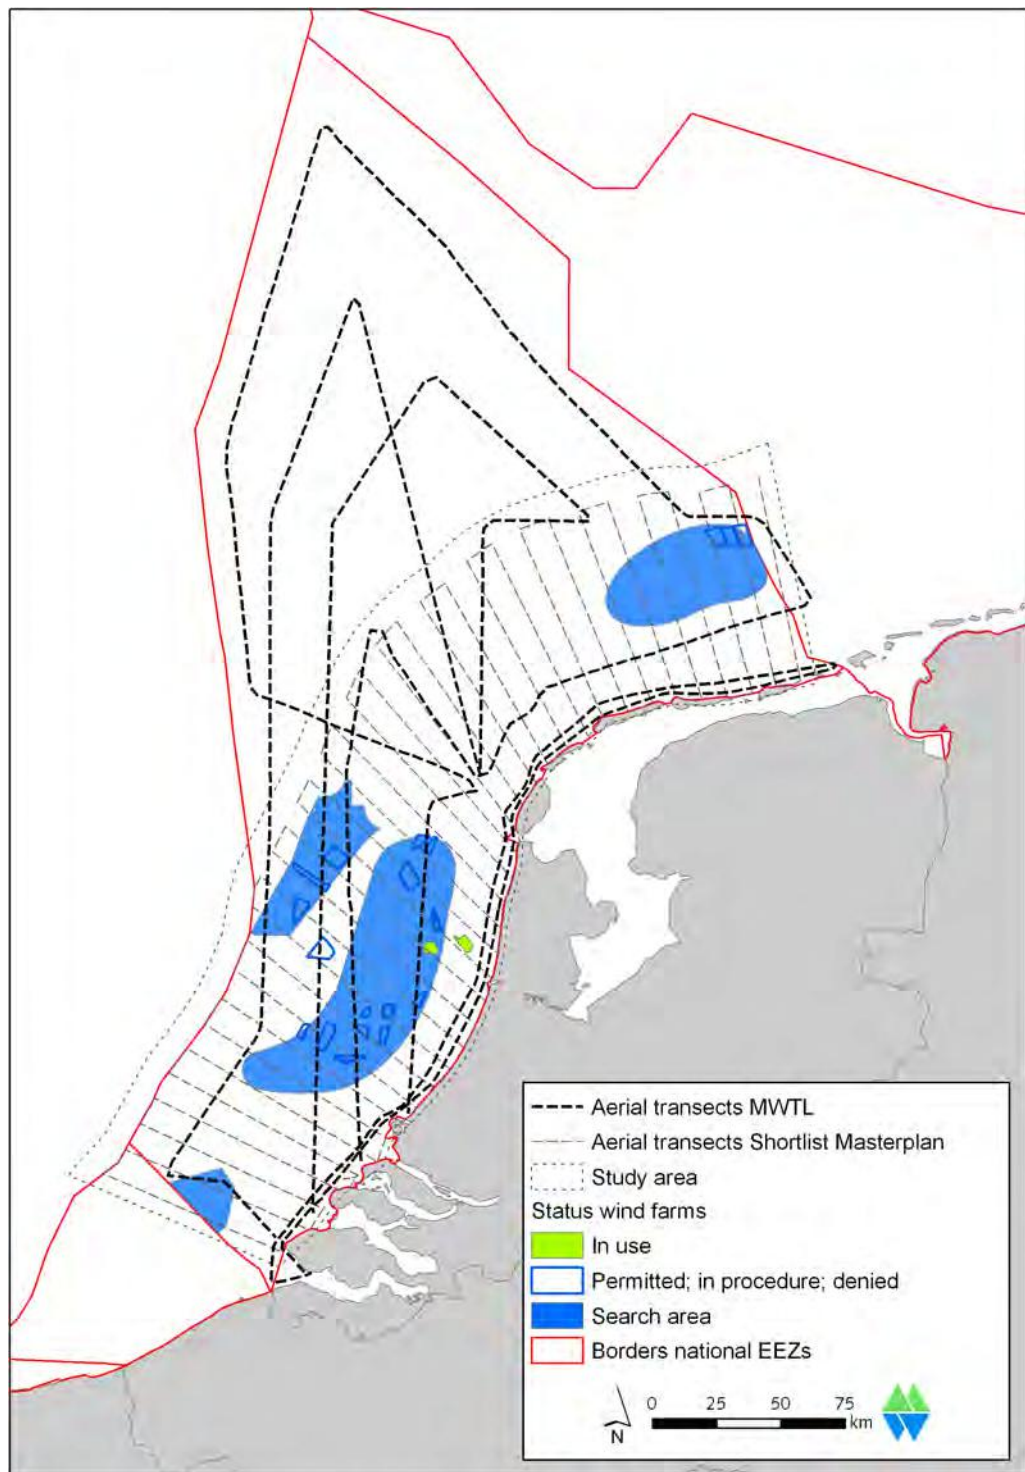 Aerial transects MWTL
Aerial transects Shortlist Masterplan
Study area
Status wind farms
In use
Permitted; in procedure; denied
Search area
Borders national EEZs
0 25 50 75
km
N